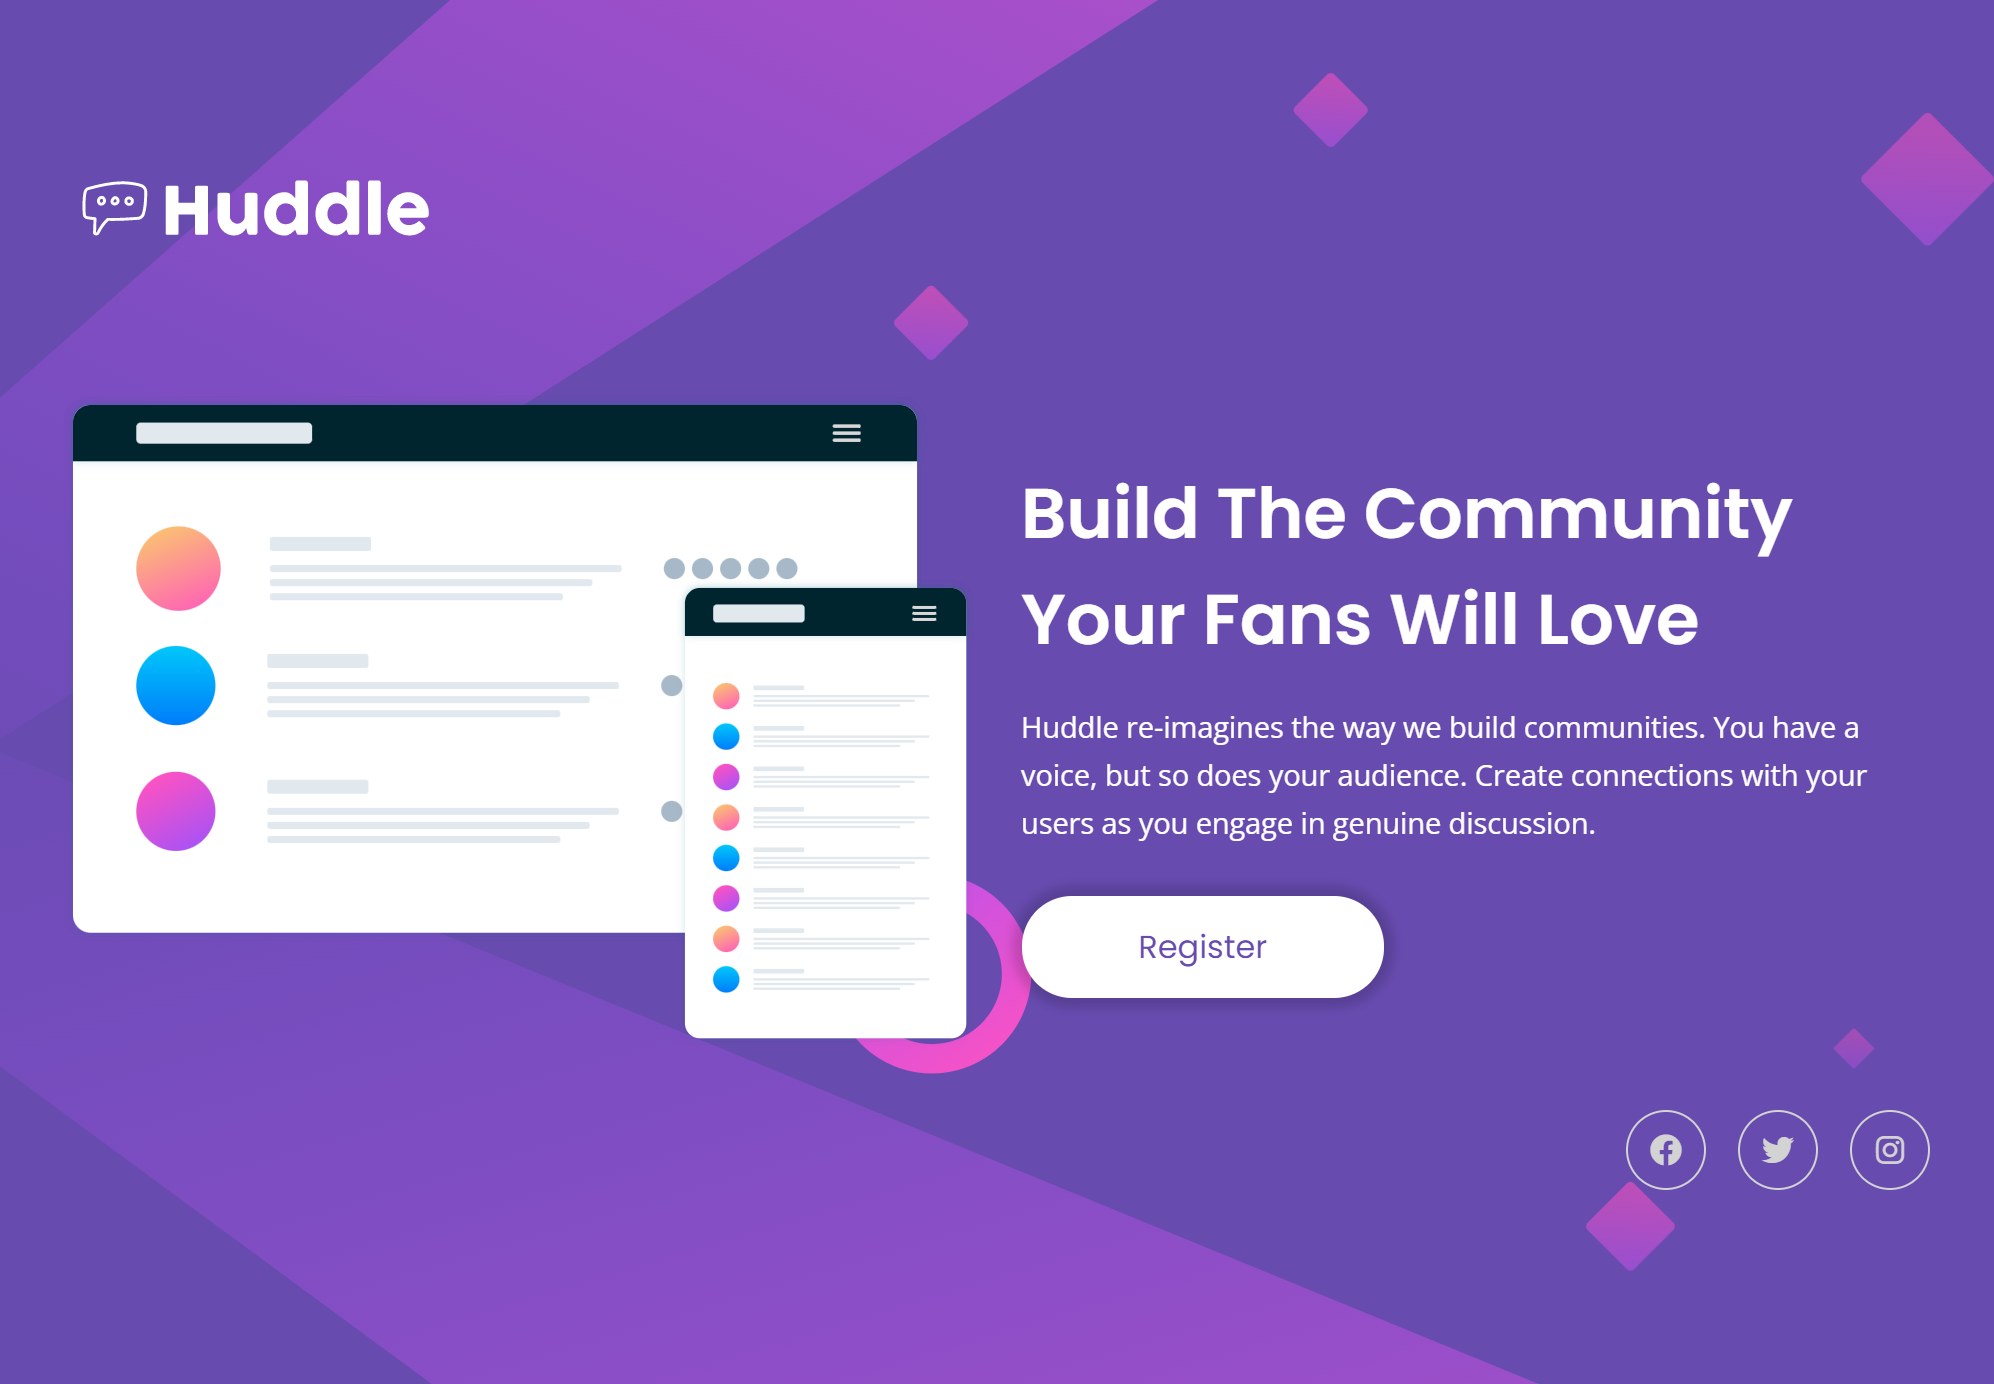 Huddle
Build The Community
Your Fans Will Love
Huddle re-imagines the way we build communities. You have a
voice, but so does your audience. Create connections with your
users as you engage in genuine discussion.
Register